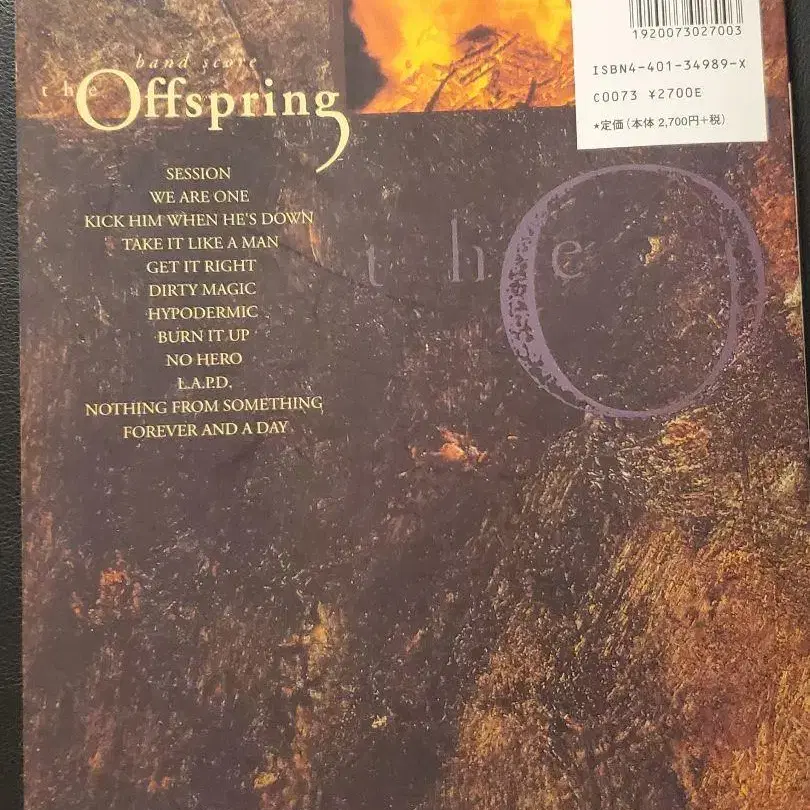 band score
the Offspring
SESSION
WE ARE ONE
KICK HIM WHEN HE'S DOWN
TAKE IT LIKE A MAN
GET IT RIGHT
DIRTY MAGIC
HYPODERMIC
BURN IT UP
NO HERO
L.A.P.D.
NOTHING FROM SOMETHING
FOREVER AND A DAY
1920073027003
ISBN4-401-34989-X
C0073 ¥2700E
★定価(本体 2,700円+税)
the O